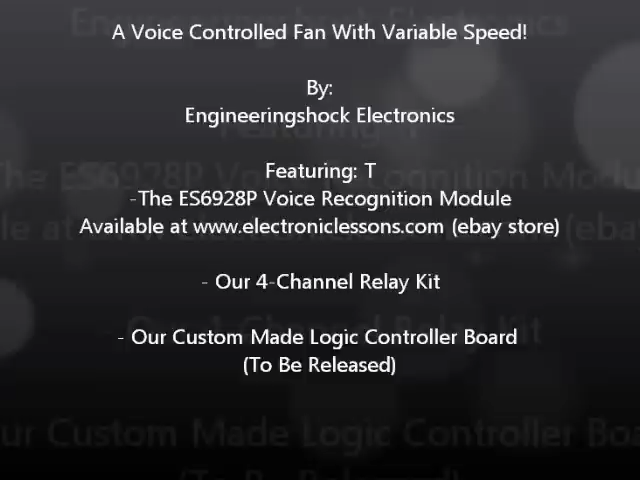 A Voice Controlled Fan With Variable Speed!
By:
Engineeringshock Electronics
Featuring: T
-The ES6928P Voice Recognition Module
Available at www.electroniclessons.com (ebay store)
- Our 4-Channel Relay Kit
- Our Custom Made Logic Controller Board
(To Be Released)